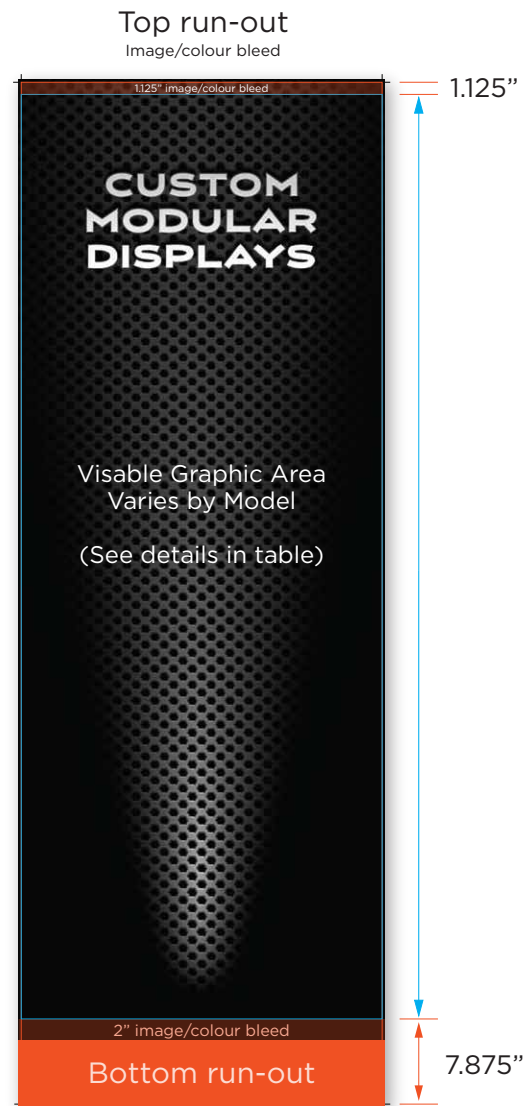 Top run-out
Image/colour bleed
1.125” image/colour bleed
1.125”
CUSTOM
MODULAR
DISPLAYS
Visable Graphic Area
Varies by Model
(See details in table)
2” image/colour bleed
Bottom run-out
7.875”